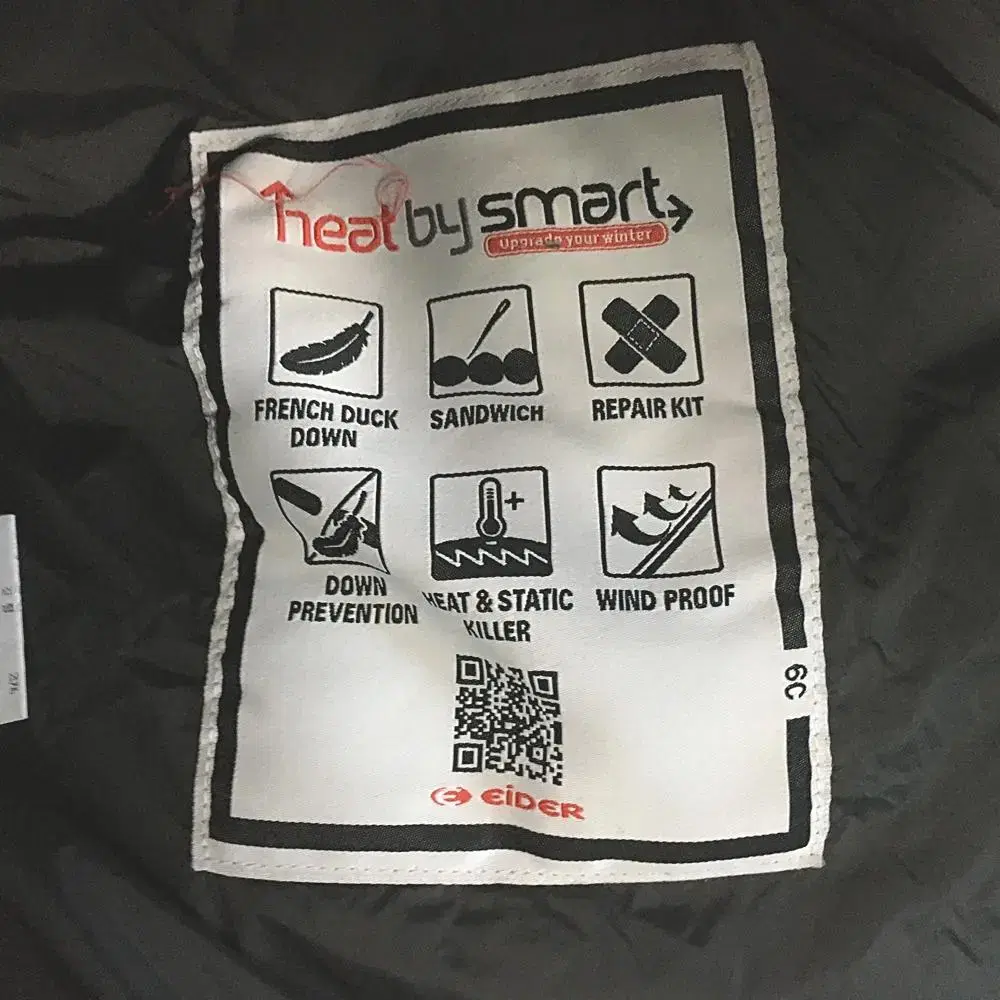 heat by smart
Upgrade your winter
FRENCH DUCK
DOWN
SANDWICH
REPAIR KIT
DOWN
PREVENTION
HEAT & STATIC
KILLER
WIND PROOF
6C
EiDER